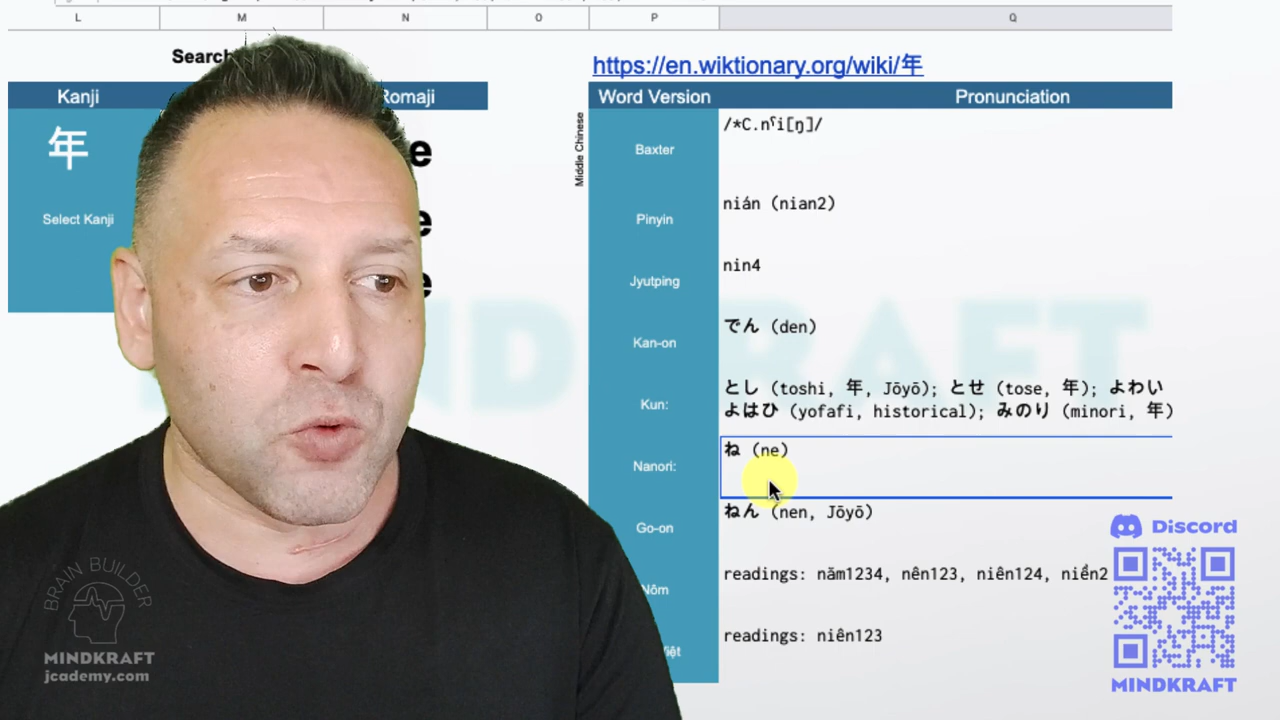 L M N O P Q
Search
https://en.wiktionary.org/wiki/年
Kanji Romaji
Word Version Pronunciation
年
Select Kanji
e
e
e
Middle Chinese
Baxter /*C.nˤi[ŋ]/
Pinyin nián (nian2)
Jyutping nin4
Kan-on でん (den)
Kun: とし (toshi, 年, Jōyō); とせ (tose, 年); よわい
よはひ (yofafi, historical); みのり (minori, 年)
Nanori: ね (ne)
Go-on ねん (nen, Jōyō)
Nôm readings: năm1234, nên123, niên124, niễn2
readings: niên123
MINDKRAFT
BRAIN BUILDER
MINDKRAFT
jcademy.com
Discord
MINDKRAFT